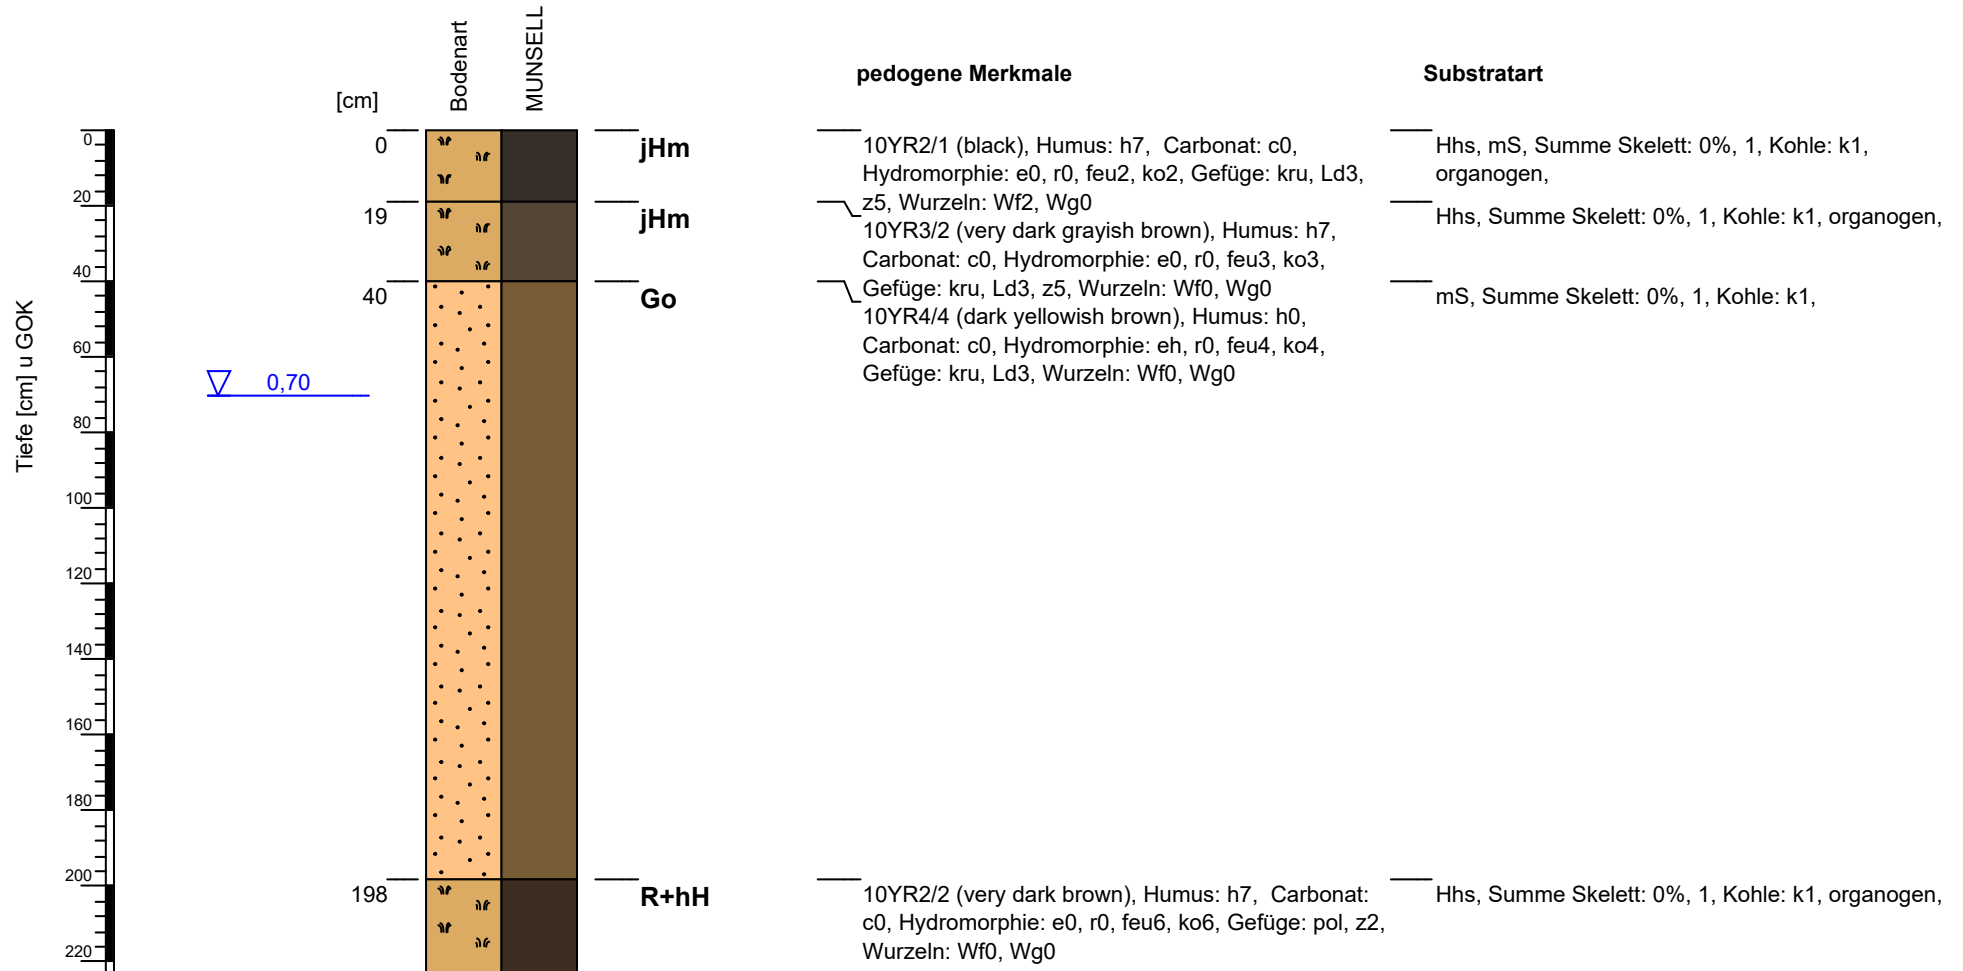 Bodenart
MUNSELL
pedogene Merkmale
Substratart
[cm]
Tiefe [cm] u GOK
0
20
40
60
80
100
120
140
160
180
200
220
0,70
0
jHm
10YR2/1 (black), Humus: h7, Carbonat: c0,
Hydromorphie: e0, r0, feu2, ko2, Gefüge: kru, Ld3,
z5, Wurzeln: Wf2, Wg0
Hhs, mS, Summe Skelett: 0%, 1, Kohle: k1,
organogen,
19
jHm
10YR3/2 (very dark grayish brown), Humus: h7,
Carbonat: c0, Hydromorphie: e0, r0, feu3, ko3,
Gefüge: kru, Ld3, z5, Wurzeln: Wf0, Wg0
Hhs, Summe Skelett: 0%, 1, Kohle: k1, organogen,
40
Go
10YR4/4 (dark yellowish brown), Humus: h0,
Carbonat: c0, Hydromorphie: eh, r0, feu4, ko4,
Gefüge: kru, Ld3, Wurzeln: Wf0, Wg0
mS, Summe Skelett: 0%, 1, Kohle: k1,
198
R+hH
10YR2/2 (very dark brown), Humus: h7, Carbonat:
c0, Hydromorphie: e0, r0, feu6, ko6, Gefüge: pol, z2,
Wurzeln: Wf0, Wg0
Hhs, Summe Skelett: 0%, 1, Kohle: k1, organogen,